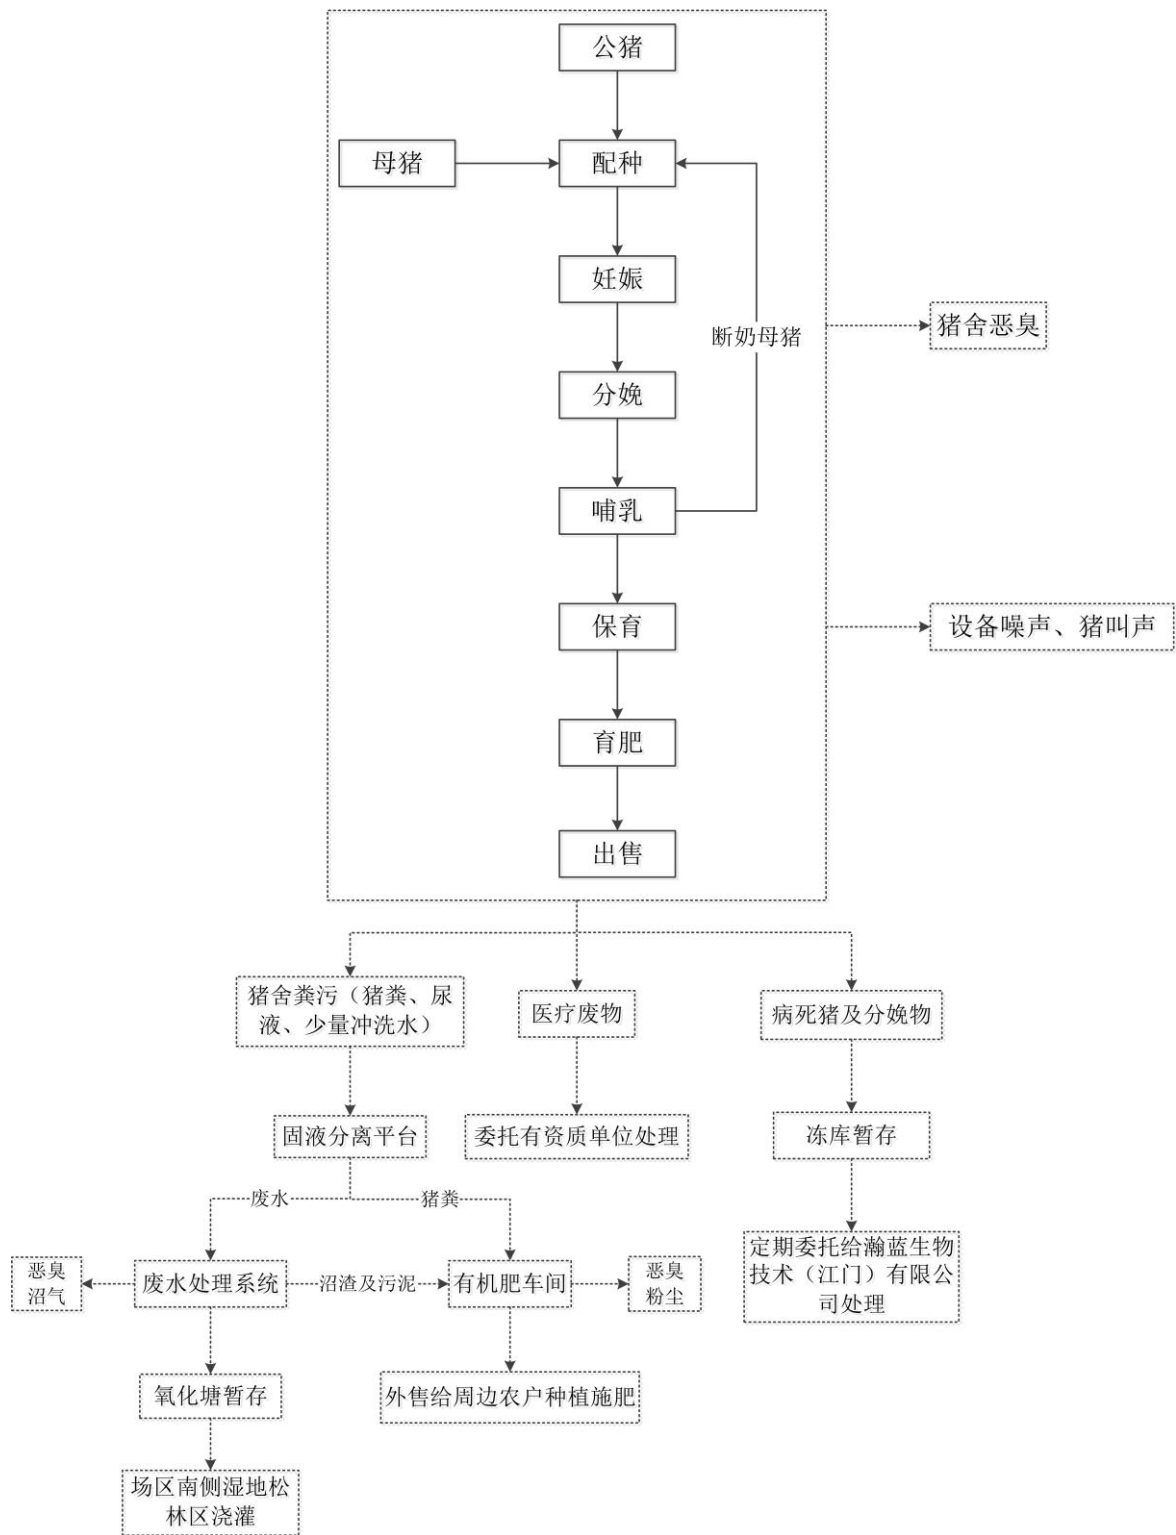 公猪
母猪
配种
妊娠
断奶母猪
猪舍恶臭
分娩
哺乳
保育
设备噪声、猪叫声
育肥
出售
猪舍粪污（猪粪、尿
液、少量冲洗水）
医疗废物
病死猪及分娩物
固液分离平台
委托有资质单位处理
冻库暂存
废水
猪粪
定期委托给瀚蓝生物
技术（江门）有限公
司处理
恶臭
沼气
废水处理系统
沼渣及污泥
有机肥车间
恶臭
粉尘
氧化塘暂存
外售给周边农户种植施肥
场区南侧湿地松
林区浇灌